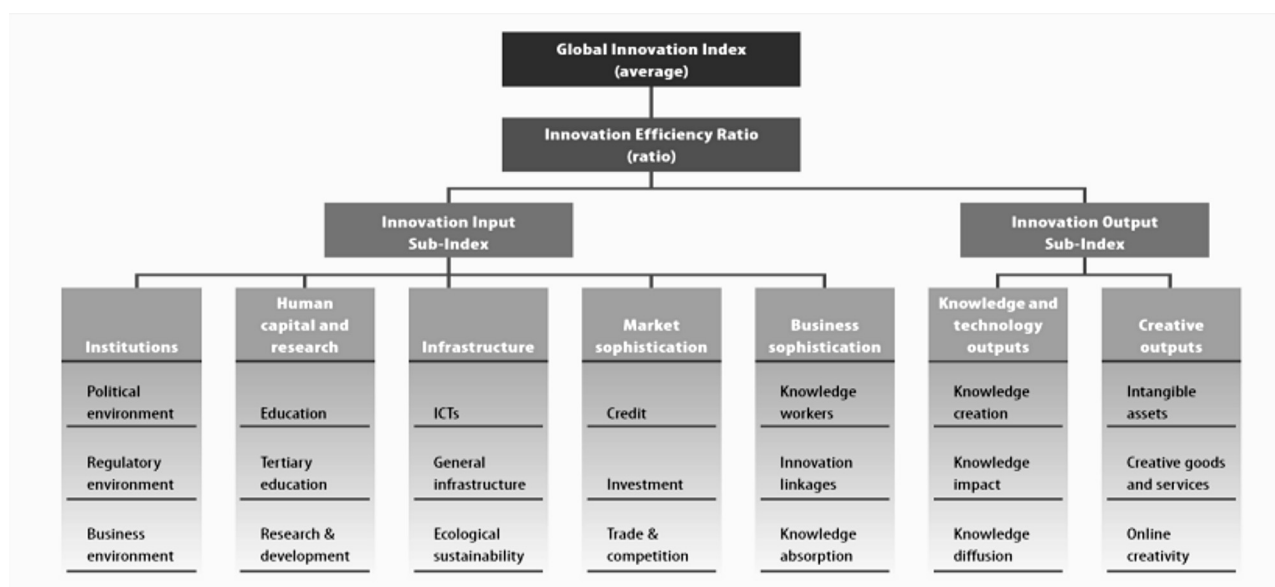 Global Innovation Index
(average)
Innovation Efficiency Ratio
(ratio)
Innovation Input
Sub-Index
Innovation Output
Sub-Index
Institutions
Human
capital and
research
Infrastructure
Market
sophistication
Business
sophistication
Knowledge and
technology
outputs
Creative
outputs
Political
environment
Education
ICTs
Credit
Knowledge
workers
Knowledge
creation
Intangible
assets
Regulatory
environment
Tertiary
education
General
infrastructure
Investment
Innovation
linkages
Knowledge
impact
Creative goods
and services
Business
environment
Research &
development
Ecological
sustainability
Trade &
competition
Knowledge
absorption
Knowledge
diffusion
Online
creativity